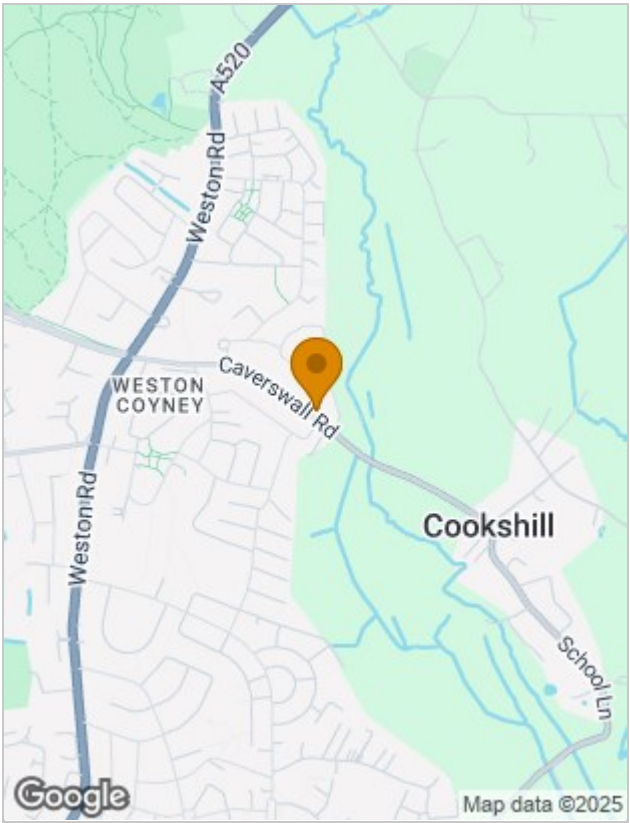 A520
Weston Rd
Caverswall Rd
WESTON
COYNEY
Weston Rd
Cookshill
School Ln
Google
Map data ©2025